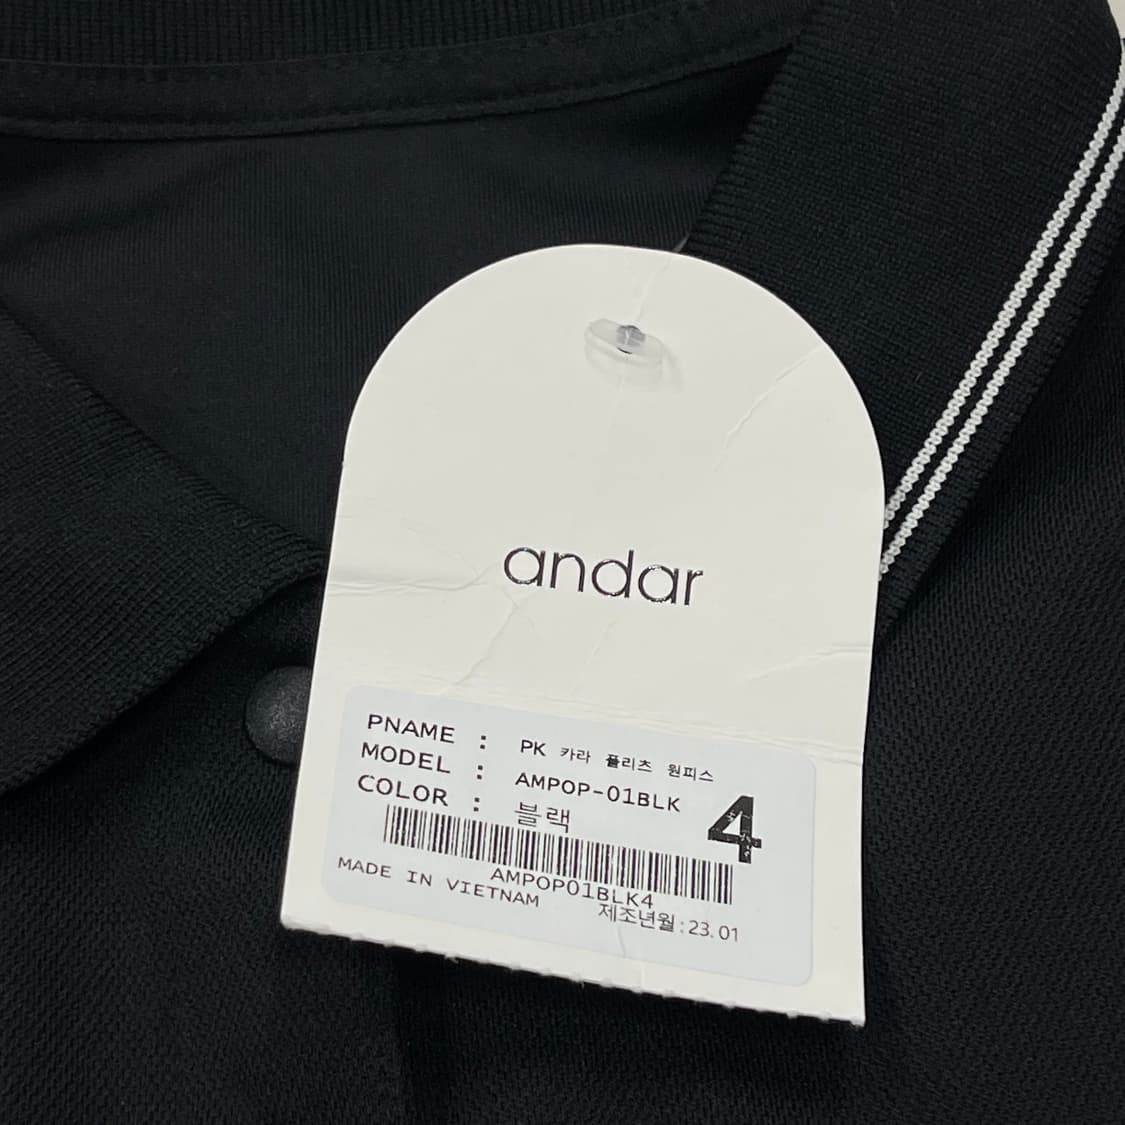 andar
PNAME : PK 카라 플리츠 원피스
MODEL : AMPOP-01BLK
COLOR : 블랙
4
AMPOP01BLK4
MADE IN VIETNAM
제조년월:23.01